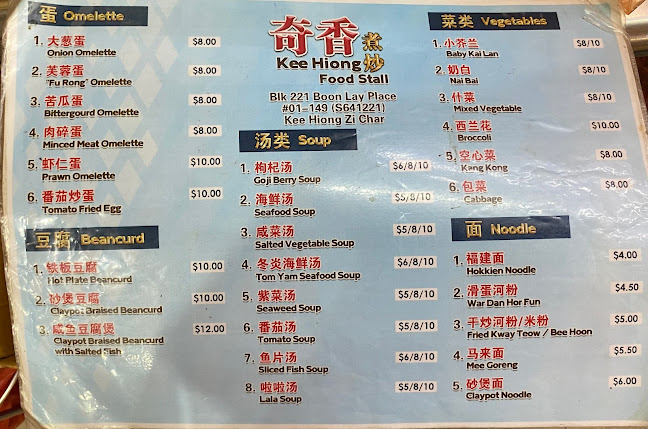 蛋 Omelette
1. 大葱蛋 $8.00
Onion Omelette
2. 芙蓉蛋 $8.00
"Fu Rong" Omelette
3. 苦瓜蛋 $8.00
Bittergourd Omelette
4. 肉碎蛋 $8.00
Minced Meat Omelette
5. 虾仁蛋 $10.00
Prawn Omelette
6. 番茄炒蛋 $10.00
Tomato Fried Egg
豆腐 Beancurd
1. 铁板豆腐 $10.00
Hot Plate Beancurd
2. 砂煲豆腐 $10.00
Claypot Braised Beancurd
3. 咸鱼豆腐煲 $12.00
Claypot Braised Beancurd
with Salted fish
奇香煮炒
Kee Hiong
Food Stall
Blk 221 Boon Lay Place
#01-149 (S641221)
Kee Hiong Zi Char
汤类 Soup
1. 枸杞汤 $6/8/10
Goji Berry Soup
2. 海鲜汤 $5/8/10
Seafood Soup
3. 咸菜汤 $5/8/10
Salted Vegetable Soup
4. 冬炎海鲜汤 $6/8/10
Tom Yam Seafood Soup
5. 紫菜汤 $5/8/10
Seaweed Soup
6. 番茄汤 $5/8/10
Tomato Soup
7. 鱼片汤 $6/8/10
Sliced Fish Soup
8. 啦啦汤 $5/8/10
Lala Soup
菜类 Vegetables
1. 小芥兰 $8/10
Baby Kai Lan
2. 奶白 $8/10
Nai Bai
3. 什菜 $8/10
Mixed Vegetable
4. 西兰花 $10.00
Broccoli
5. 空心菜 $8.00
Kang Kong
6. 包菜 $8.00
Cabbage
面 Noodle
1. 福建面 $4.00
Hokkien Noodle
2. 滑蛋河粉 $4.50
War Dan Hor Fun
3. 干炒河粉/米粉 $5.00
Fried Kway Teow / Bee Hoon
4. 马来面 $5.50
Mee Goreng
5. 砂煲面 $6.00
Claypot Noodle